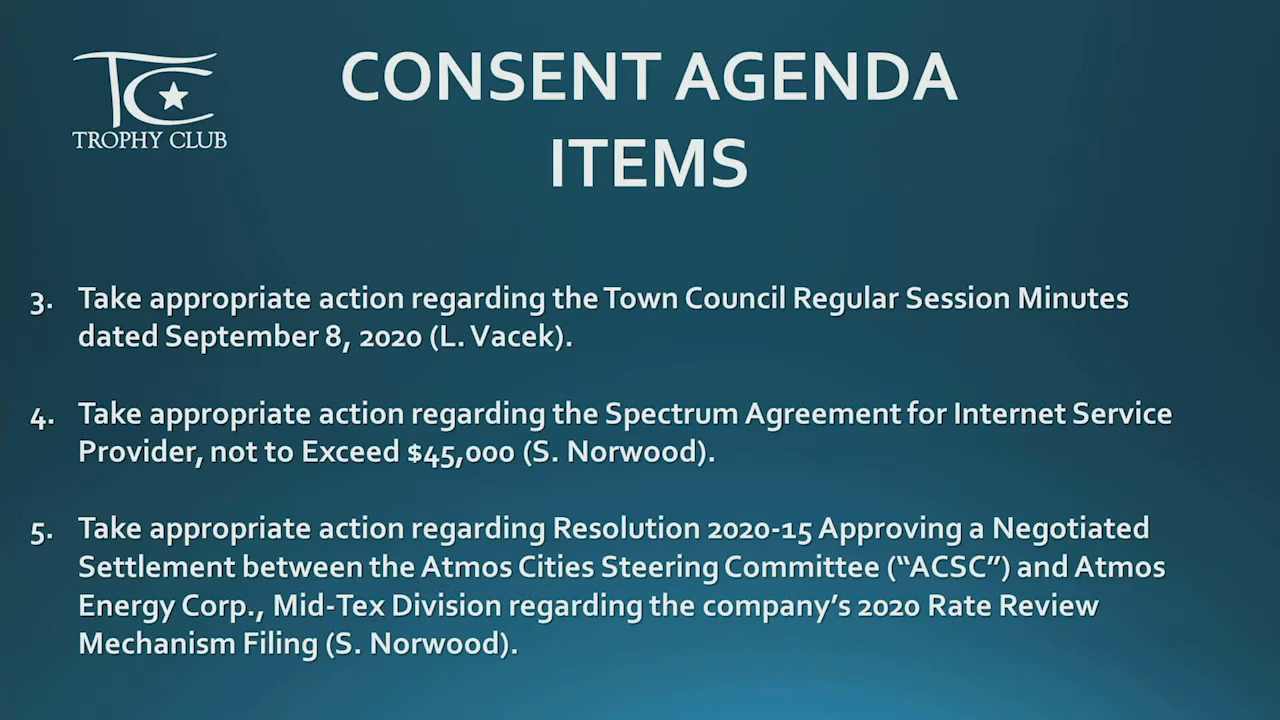 TC
TROPHY CLUB
CONSENT AGENDA
ITEMS
3. Take appropriate action regarding the Town Council Regular Session Minutes
dated September 8, 2020 (L. Vacek).
4. Take appropriate action regarding the Spectrum Agreement for Internet Service
Provider, not to Exceed $45,000 (S. Norwood).
5. Take appropriate action regarding Resolution 2020-15 Approving a Negotiated
Settlement between the Atmos Cities Steering Committee (“ACSC”) and Atmos
Energy Corp., Mid-Tex Division regarding the company’s 2020 Rate Review
Mechanism Filing (S. Norwood).